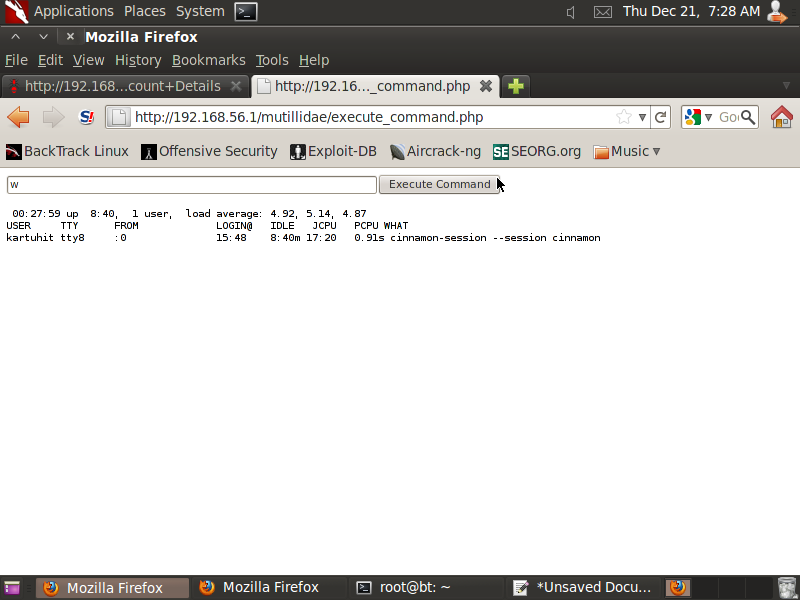 Applications Places System Thu Dec 21, 7:28 AM
Mozilla Firefox
File Edit View History Bookmarks Tools Help
http://192.168...count+Details http://192.16..._command.php
http://192.168.56.1/mutillidae/execute_command.php Goo
BackTrack Linux Offensive Security Exploit-DB Aircrack-ng SEORG.org Music
w Execute Command
00:27:59 up 8:40, 1 user, load average: 4.92, 5.14, 4.87
USER TTY FROM LOGIN@ IDLE JCPU PCPU WHAT
kartuhit tty8 :0 15:48 8:40m 17:20 0.91s cinnamon-session --session cinnamon
Mozilla Firefox Mozilla Firefox root@bt: ~ *Unsaved Docu...